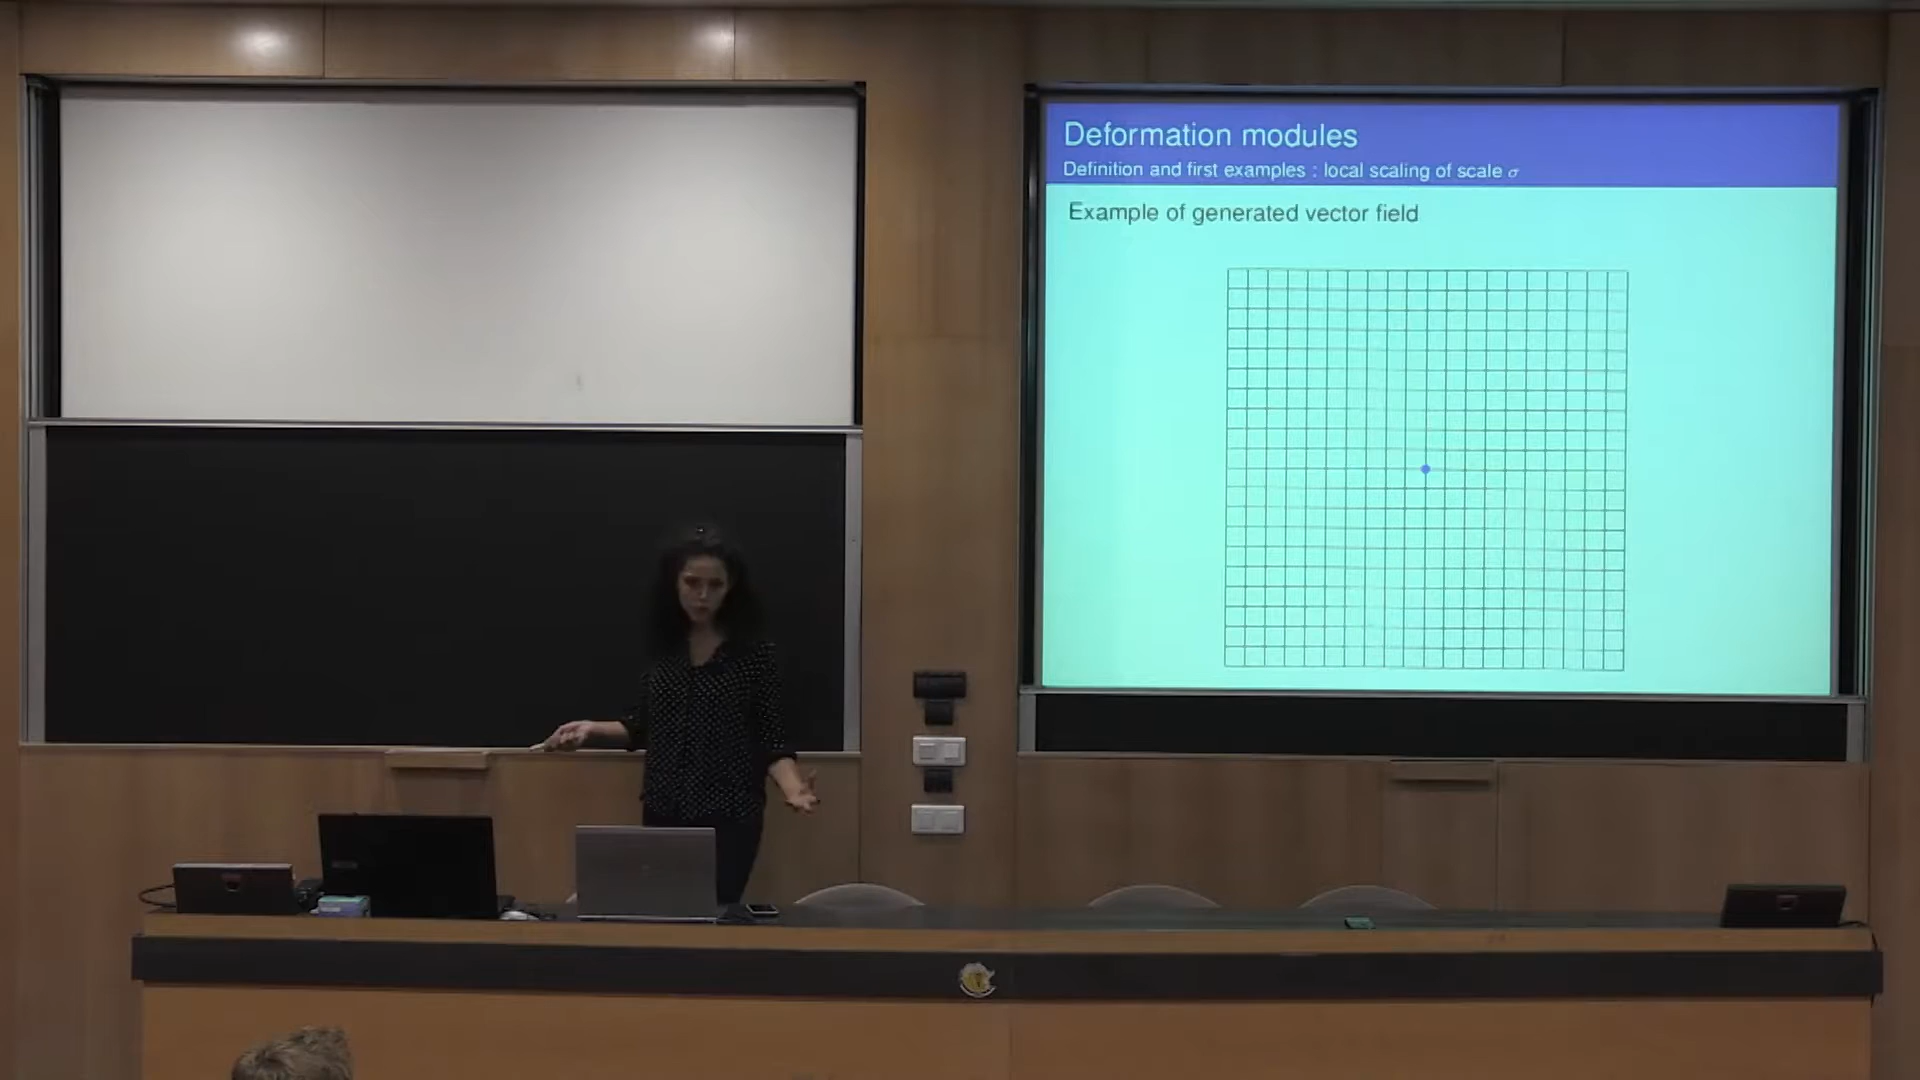 Deformation modules
Definition and first examples : local scaling of scale σ
Example of generated vector field